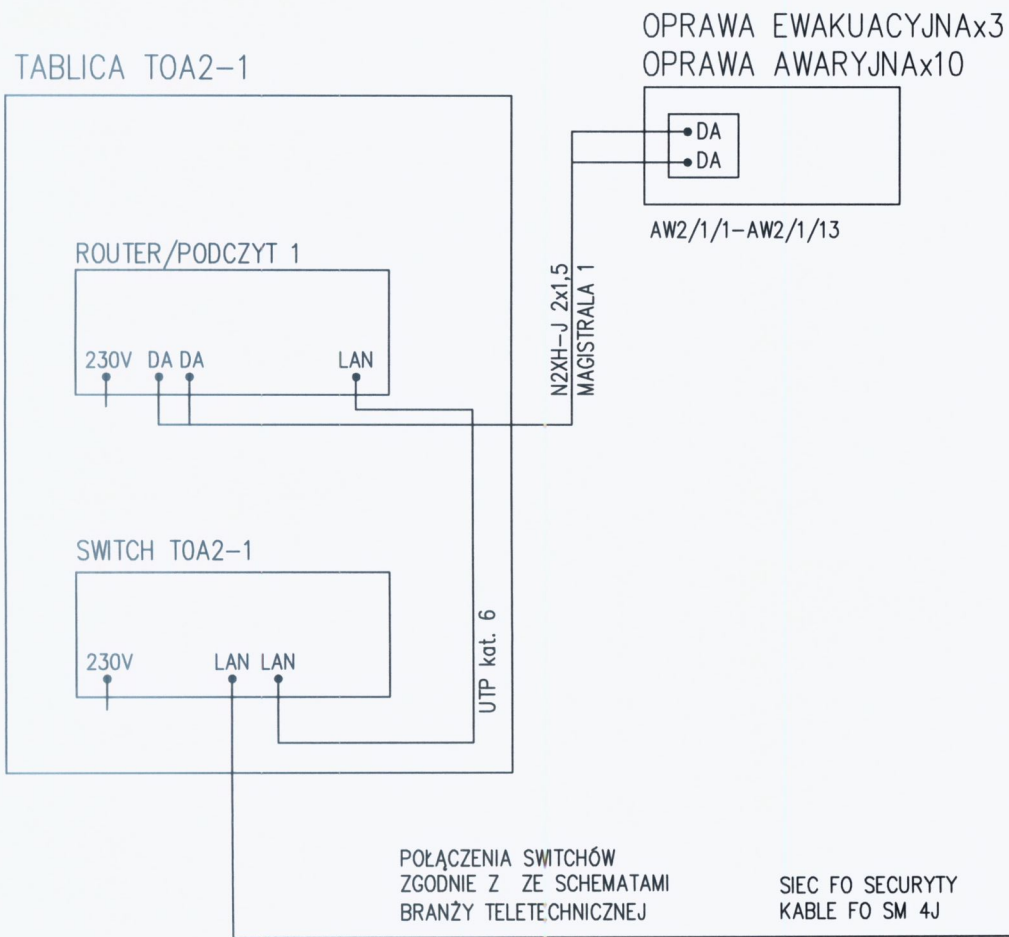 OPRAWA EWAKUACYJNAx3
OPRAWA AWARYJNAx10
TABLICA TOA2-1
DA
DA
AW2/1/1-AW2/1/13
ROUTER/PODCZYT 1
230V DA DA LAN
N2XH-J 2x1,5
MAGISTRALA 1
SWITCH TOA2-1
230V LAN LAN
UTP kat. 6
POŁĄCZENIA SWITCHÓW
ZGODNIE Z ZE SCHEMATAMI
BRANŻY TELETECHNICZNEJ
SIEC FO SECURYTY
KABLE FO SM 4J